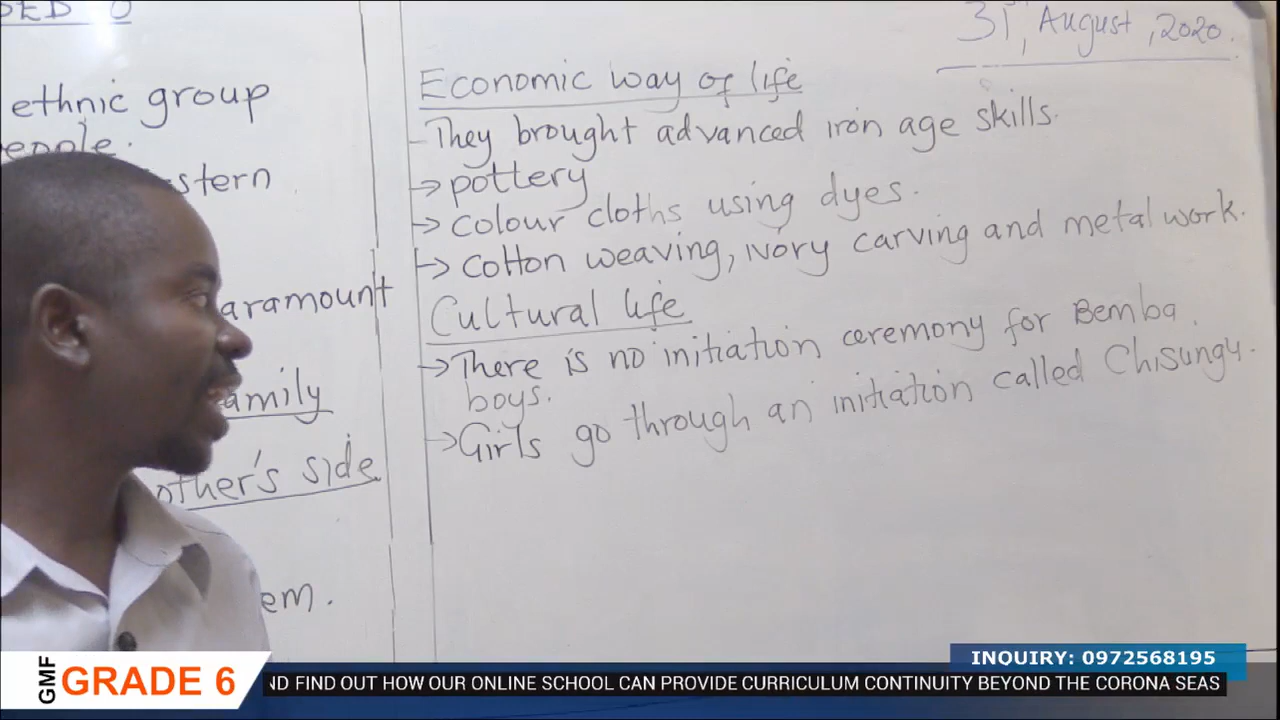 31st, August, 2020.
ethnic group
people.
stern
aramount
amily
other's side
em.
Economic way of life
- They brought advanced iron age skills.
→ pottery
→ colour cloths using dyes.
→ cotton weaving, ivory carving and metal work.
Cultural life
→ There is no initiation ceremony for Bemba
boys.
→ Girls go through an initiation called Chisungu.
INQUIRY: 0972568195
GMF GRADE 6
ND FIND OUT HOW OUR ONLINE SCHOOL CAN PROVIDE CURRICULUM CONTINUITY BEYOND THE CORONA SEAS